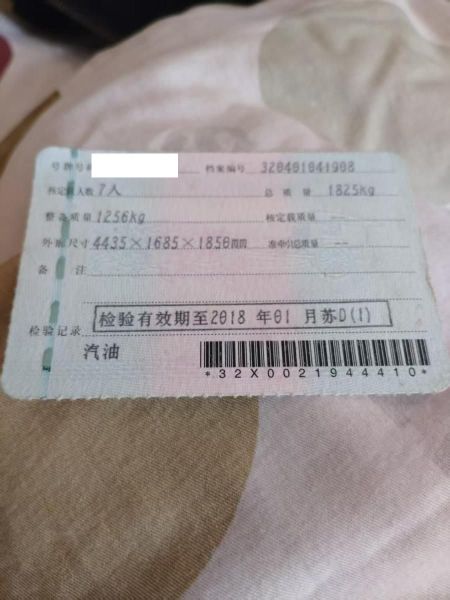 号牌号码 档案编号 320401041908
核定载人数 7人 总质量 1825kg
整备质量 1256kg 核定载质量 --
外廓尺寸 4435×1685×1850 准牵引总质量 --
备注
检验记录 检验有效期至2018年01月苏D(1)
汽油
*32X0021944410*